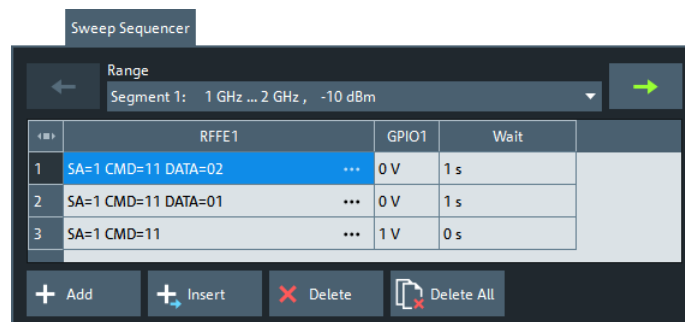 Sweep Sequencer
Range
Segment 1: 1 GHz ... 2 GHz , -10 dBm
RFFE1 GPIO1 Wait
1 SA=1 CMD=11 DATA=02 ... 0 V 1 s
2 SA=1 CMD=11 DATA=01 ... 0 V 1 s
3 SA=1 CMD=11 ... 1 V 0 s
Add Insert Delete Delete All